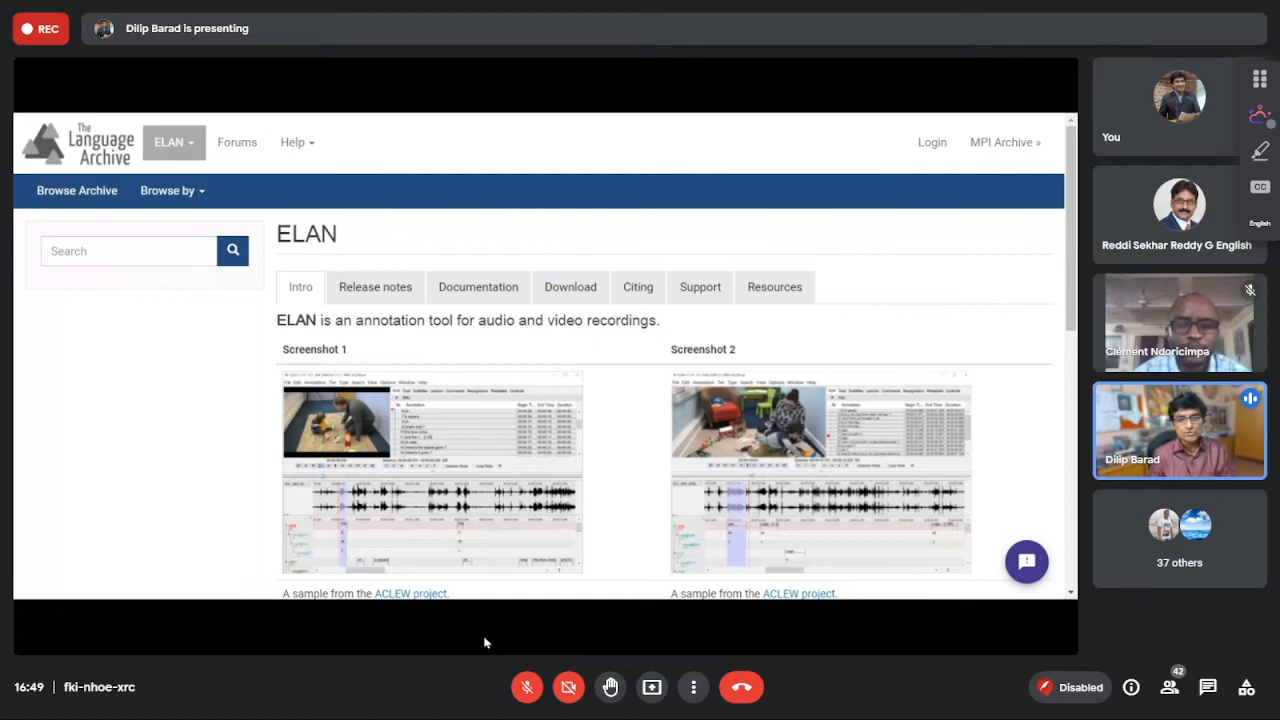 REC
Dilip Barad is presenting
The Language Archive
ELAN
Forums
Help
Login
MPI Archive »
Browse Archive
Browse by
Search
ELAN
Intro
Release notes
Documentation
Download
Citing
Support
Resources
ELAN is an annotation tool for audio and video recordings.
Screenshot 1
Screenshot 2
A sample from the ACLEW project.
A sample from the ACLEW project.
You
Reddi Sekhar Reddy G English
CC
English
Clément Ndoricimpa
Dilip Barad
37 others
16:49
fki-nhoe-xrc
Disabled
42